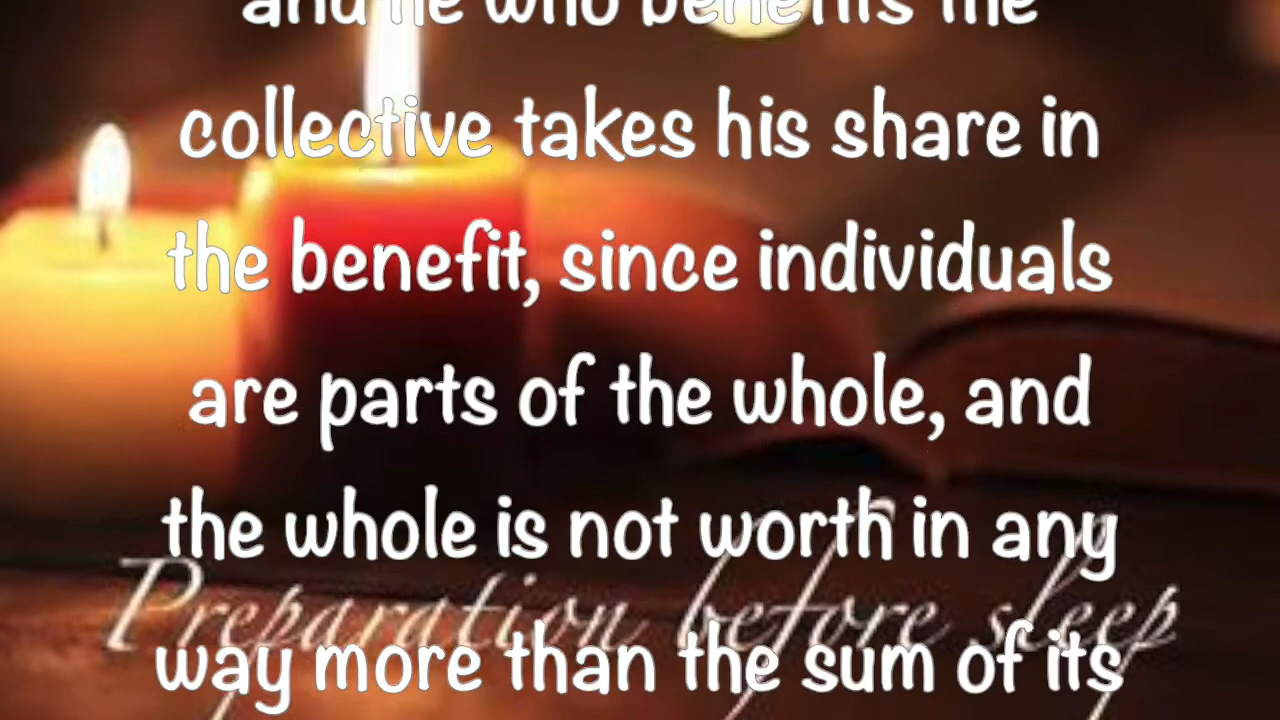 and he who benefits the
collective takes his share in
the benefit, since individuals
are parts of the whole, and
the whole is not worth in any
Preparation before sleep
way more than the sum of its